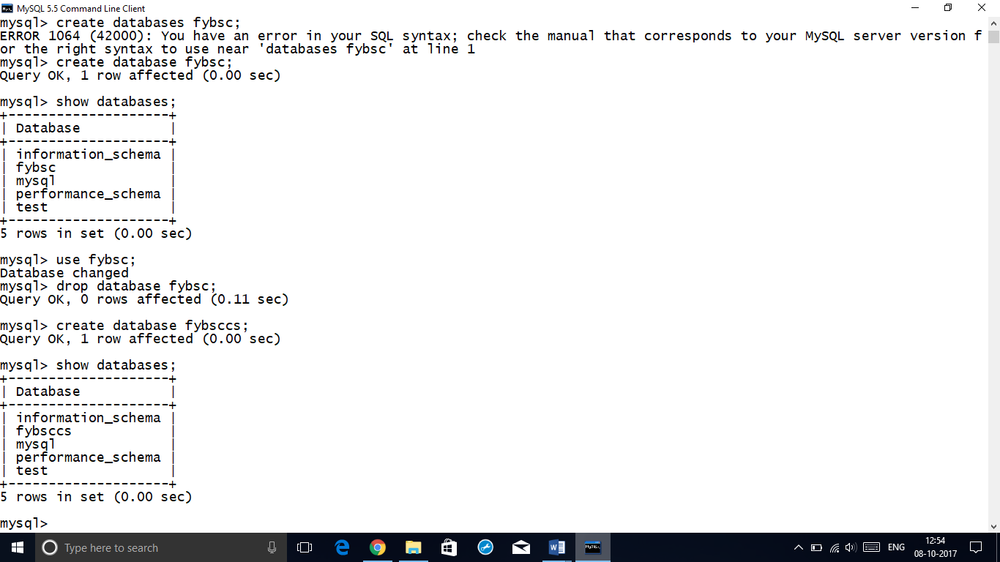 MySQL 5.5 Command Line Client
mysql> create databases fybsc;
ERROR 1064 (42000): You have an error in your SQL syntax; check the manual that corresponds to your MySQL server version f
or the right syntax to use near 'databases fybsc' at line 1
mysql> create database fybsc;
Query OK, 1 row affected (0.00 sec)

mysql> show databases;
+--------------------+
| Database           |
+--------------------+
| information_schema |
| fybsc              |
| mysql              |
| performance_schema |
| test               |
+--------------------+
5 rows in set (0.00 sec)

mysql> use fybsc;
Database changed
mysql> drop database fybsc;
Query OK, 0 rows affected (0.11 sec)

mysql> create database fybsccs;
Query OK, 1 row affected (0.00 sec)

mysql> show databases;
+--------------------+
| Database           |
+--------------------+
| information_schema |
| fybsccs            |
| mysql              |
| performance_schema |
| test               |
+--------------------+
5 rows in set (0.00 sec)

mysql>
Type here to search
ENG
12:54
08-10-2017